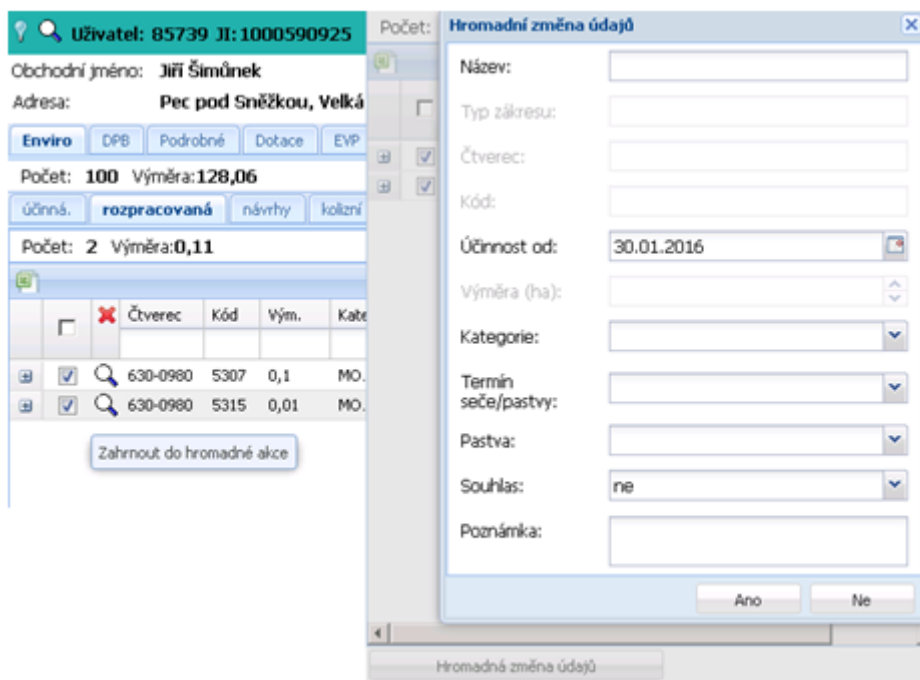 Uživatel: 85739 JI:1000590925
Obchodní jméno: Jiří Šimůnek
Adresa: Pec pod Sněžkou, Velká
Enviro DPB Podrobné Dotace EVP
Počet: 100 Výměra:128,06
účinná. rozpracovaná návrhy kolizní
Počet: 2 Výměra:0,11
Čtverec Kód Vým. Kate
630-0980 5307 0,1 MO.
630-0980 5315 0,01 MO.
Zahrnout do hromadné akce
Počet:
Hromadní změna údajů
Název:
Typ zákresu:
Čtverec:
Kód:
Účinnost od: 30.01.2016
Výměra (ha):
Kategorie:
Termín
seče/pastvy:
Pastva:
Souhlas: ne
Poznámka:
Ano Ne
Hromadná změna údajů